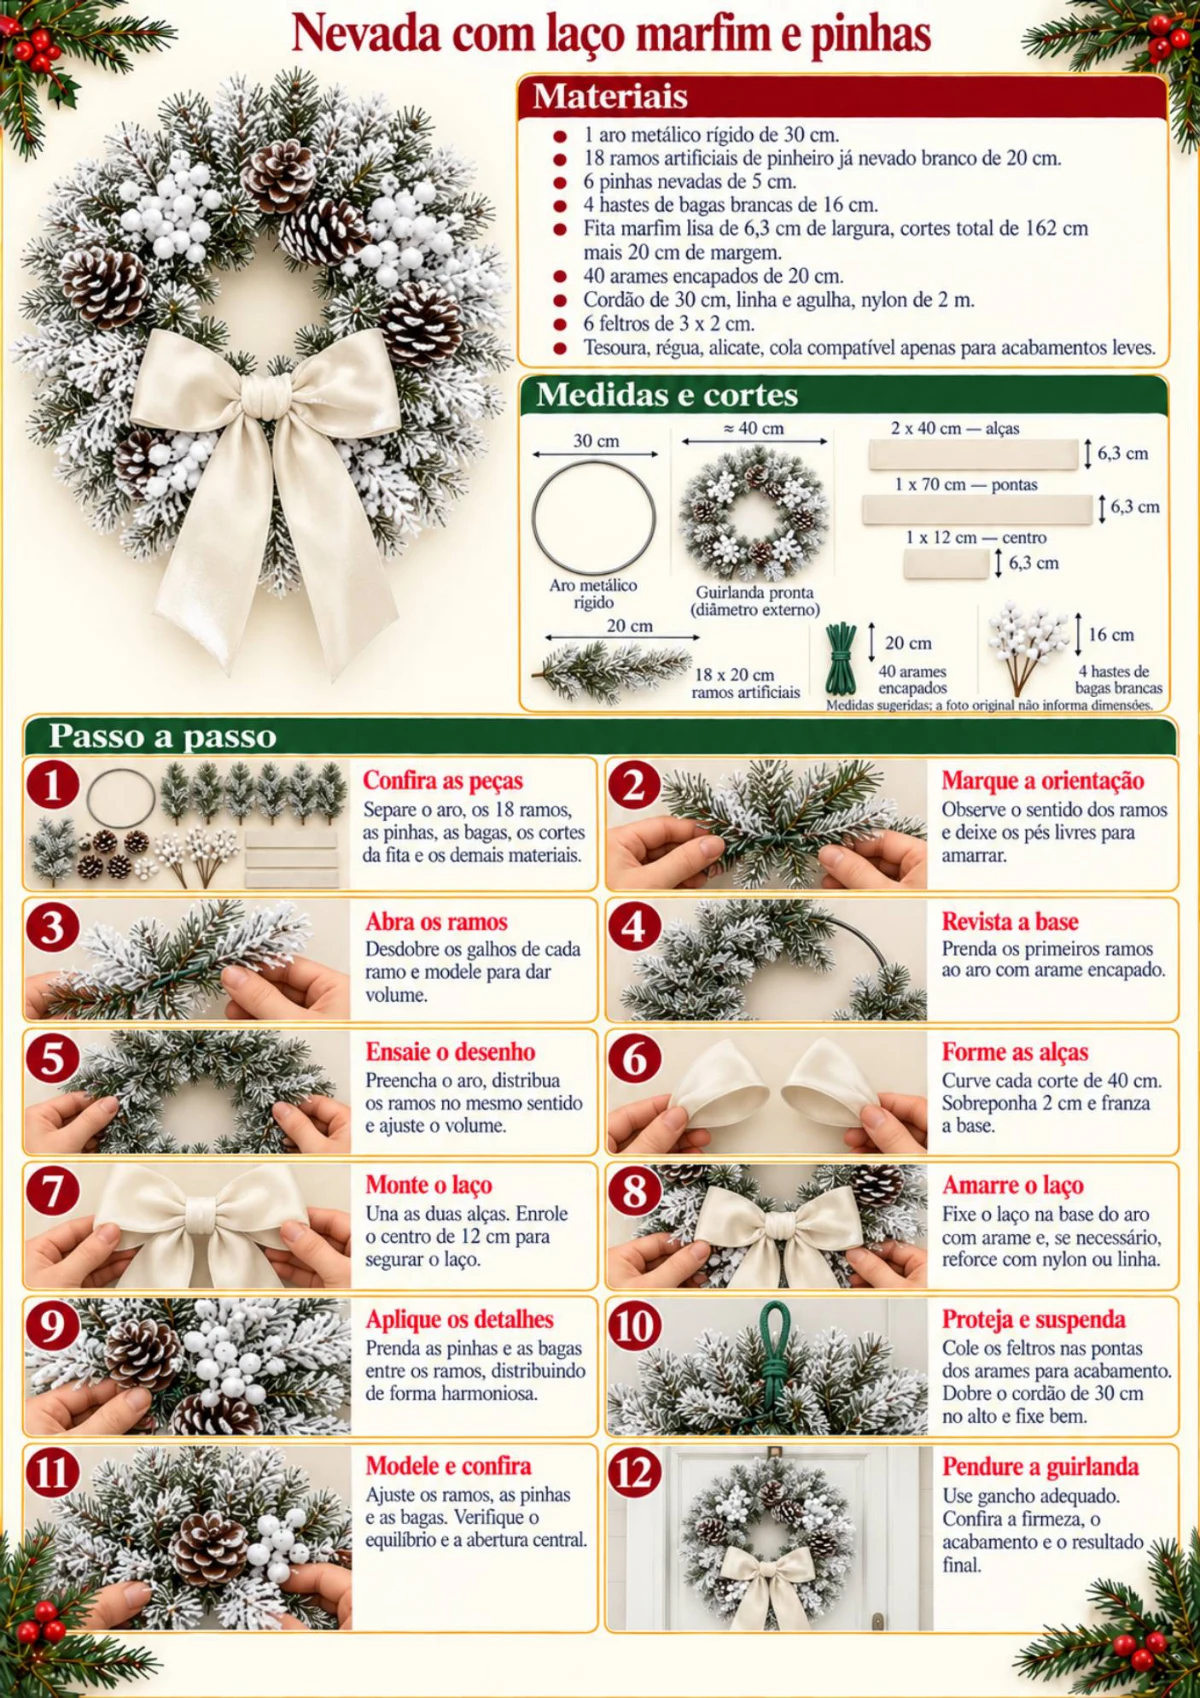 Nevada com laço marfim e pinhas
Materiais
1 aro metálico rígido de 30 cm.
18 ramos artificiais de pinheiro já nevado branco de 20 cm.
6 pinhas nevadas de 5 cm.
4 hastes de bagas brancas de 16 cm.
Fita marfim lisa de 6,3 cm de largura, cortes total de 162 cm
mais 20 cm de margem.
40 arames encapados de 20 cm.
Cordão de 30 cm, linha e agulha, nylon de 2 m.
6 feltros de 3 x 2 cm.
Tesoura, régua, alicate, cola compatível apenas para acabamentos leves.
Medidas e cortes
30 cm
Aro metálico
rígido
≈ 40 cm
Guirlanda pronta
(diâmetro externo)
2 x 40 cm — alças
6,3 cm
1 x 70 cm — pontas
6,3 cm
1 x 12 cm — centro
6,3 cm
20 cm
18 x 20 cm
ramos artificiais
20 cm
40 arames
encapados
16 cm
4 hastes de
bagas brancas
Medidas sugeridas; a foto original não informa dimensões.
Passo a passo
1
Confira as peças
Separe o aro, os 18 ramos,
as pinhas, as bagas, os cortes
da fita e os demais materiais.
2
Marque a orientação
Observe o sentido dos ramos
e deixe os pés livres para
amarrar.
3
Abra os ramos
Desdobre os galhos de cada
ramo e modele para dar
volume.
4
Revista a base
Prenda os primeiros ramos
ao aro com arame encapado.
5
Ensaie o desenho
Preencha o aro, distribua
os ramos no mesmo sentido
e ajuste o volume.
6
Forme as alças
Curve cada corte de 40 cm.
Sobreponha 2 cm e franza
a base.
7
Monte o laço
Una as duas alças. Enrole
o centro de 12 cm para
segurar o laço.
8
Amarre o laço
Fixe o laço na base do aro
com arame e, se necessário,
reforce com nylon ou linha.
9
Aplique os detalhes
Prenda as pinhas e as bagas
entre os ramos, distribuindo
de forma harmoniosa.
10
Proteja e suspenda
Cole os feltros nas pontas
dos arames para acabamento.
Dobre o cordão de 30 cm
no alto e fixe bem.
11
Modele e confira
Ajuste os ramos, as pinhas
e as bagas. Verifique o
equilíbrio e a abertura central.
12
Pendure a guirlanda
Use gancho adequado.
Confira a firmeza, o
acabamento e o resultado
final.